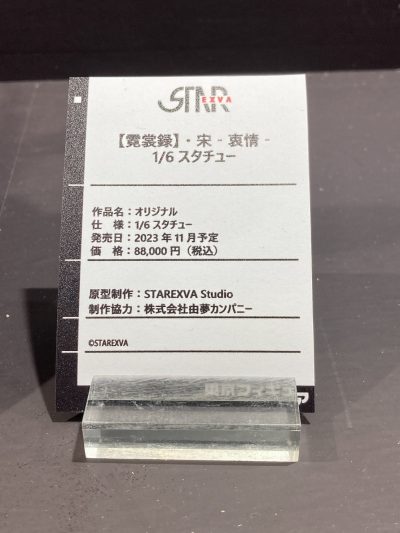 STAR
EXVA
【霓裳録】・宋 - 衷情 -
1/6 スタチュー
作品名：オリジナル
仕　様：1/6 スタチュー
発売日：2023 年 11 月予定
価　格：88,000 円（税込）
原型制作：STAREXVA Studio
制作協力：株式会社由夢カンパニー
©STAREXVA